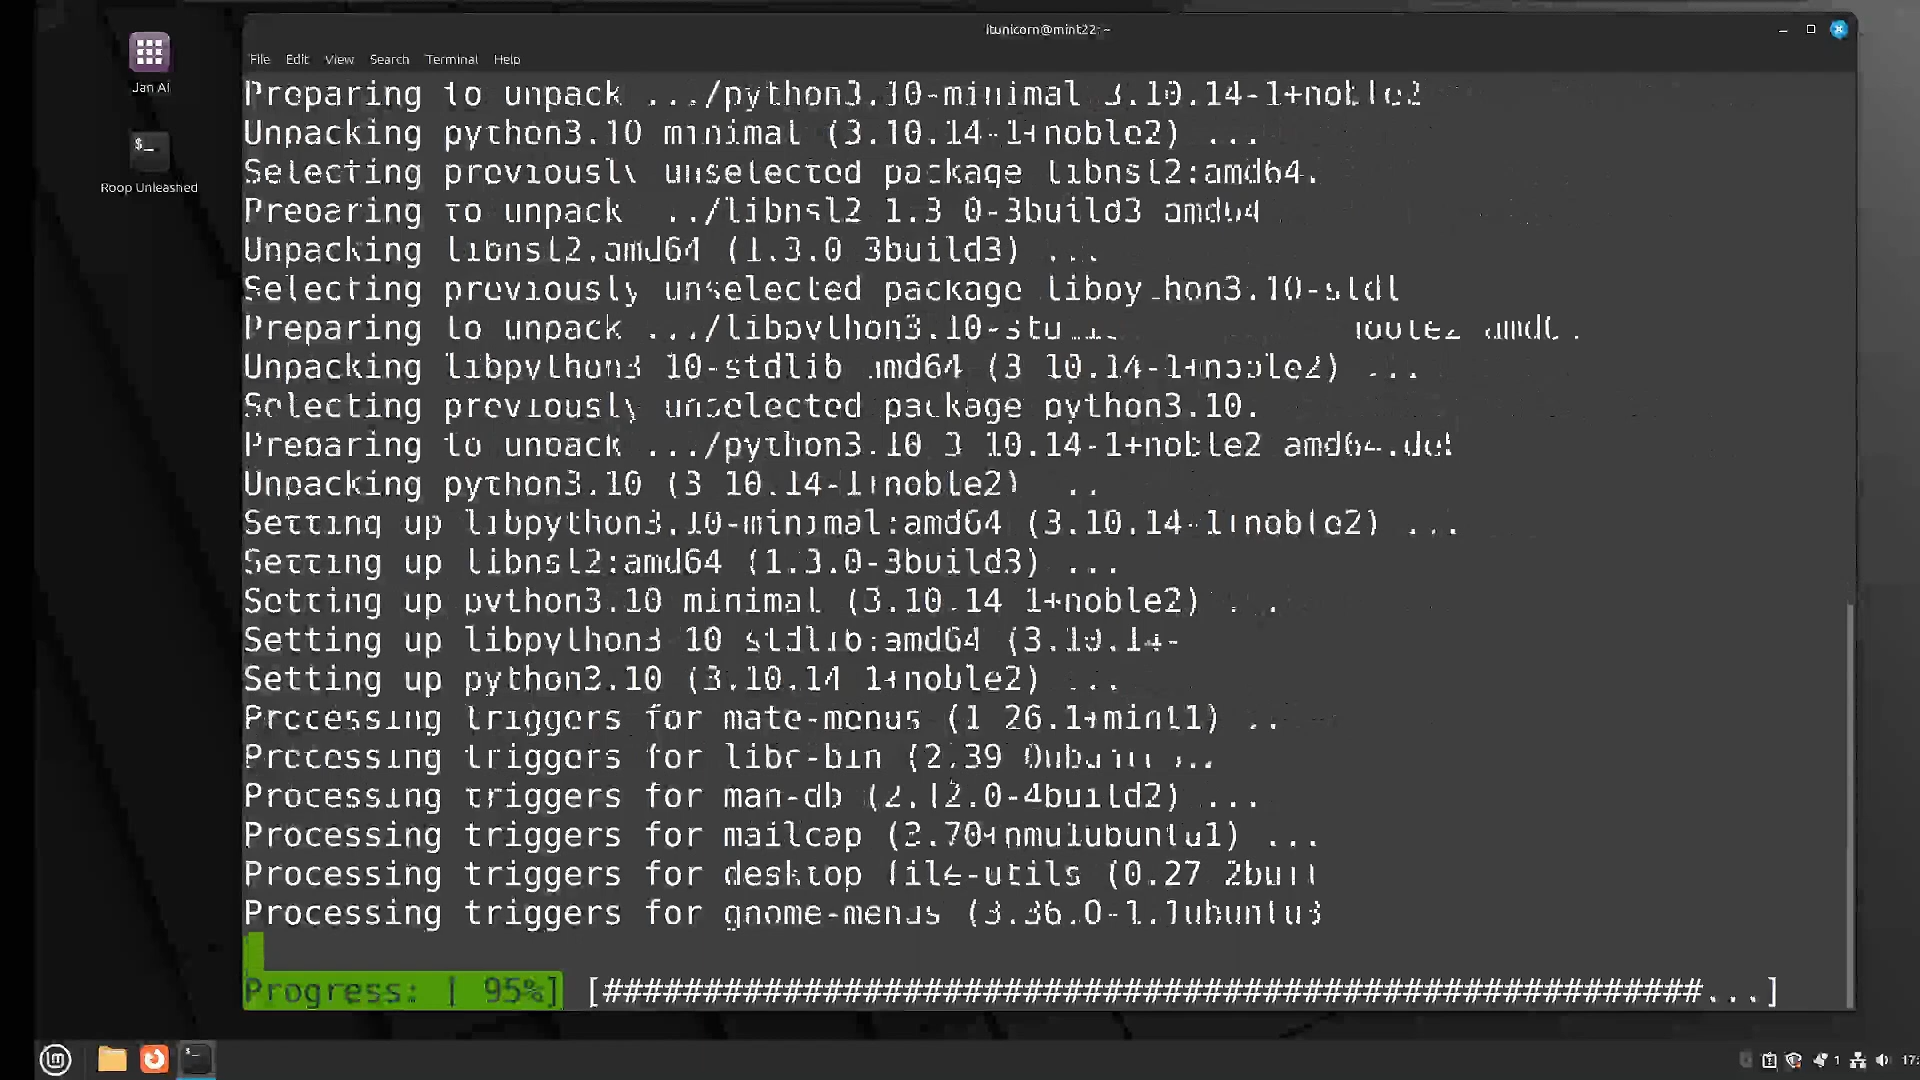 itunicorn@mint22: ~
File Edit View Search Terminal Help
Jan AI
Roop Unleashed
Preparing to unpack .../python3.10-minimal 3.10.14-1+noble2
Unpacking python3.10 minimal (3.10.14-1+noble2) ...
Selecting previously unselected package libnsl2:amd64.
Preparing to unpack ../libnsl2 1.3 0-3build3 amd64
Unpacking libnsl2.amd64 (1.3.0 3build3) ...
Selecting previously unselected package libpython3.10-stdl
Preparing to unpack .../libpython3.10-
Unpacking libpython3 10-stdlib amd64 (3 10.14-1+noble2) ...
Selecting previously unselected package python3.10.
Preparing to unpack .../python3.10 3 10.14-1+noble2 amd64.deb
Unpacking python3.10 (3 10.14-1+noble2) ..
Setting up libpython3.10-minimal:amd64 (3.10.14-1+noble2) ...
Setting up libnsl2:amd64 (1.3.0-3build3) ...
Setting up python3.10 minimal (3.10.14 1+noble2) . .
Setting up libpython3 10 stdlib:amd64 (3.10.14-
Setting up python3.10 (3.10.14 1+noble2) ...
Processing triggers for mate-menus (1 26.1+mint1) ..
Processing triggers for libc-bin (2.39 0ubuntu ...
Processing triggers for man-db (2.12.0-4build2) ...
Processing triggers for mailcap (3.70+nmu1ubuntu1) ...
Processing triggers for desktop file-utils (0.27 2buil
Processing triggers for gnome-menus (3.36.0-1.1ubuntu3
Progress: [ 95%] [#######################################################...]
1
17: